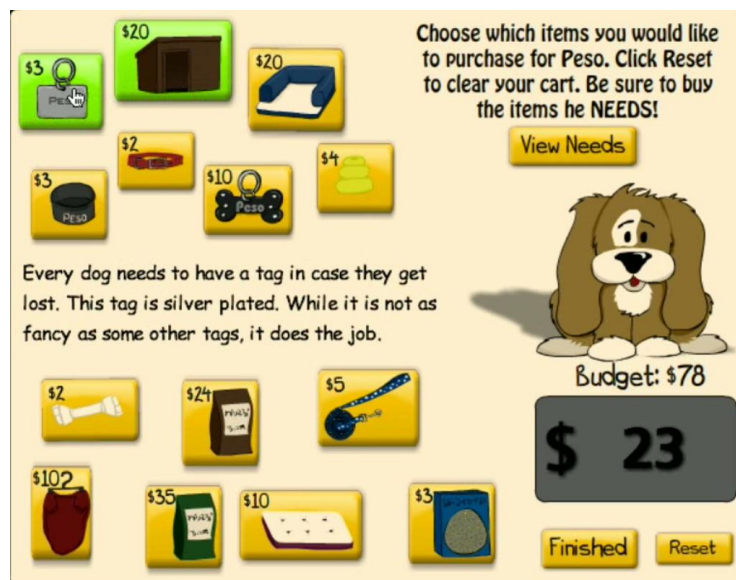 $20
$3
PESO
$20
Choose which items you would like
to purchase for Peso. Click Reset
to clear your cart. Be sure to buy
the items he NEEDS!
View Needs
$2
$4
$3
PESO
$10
Peso
Every dog needs to have a tag in case they get
lost. This tag is silver plated. While it is not as
fancy as some other tags, it does the job.
Budget: $78
$2
$24
$5
$ 23
$102
$35
$10
$3
Finished
Reset